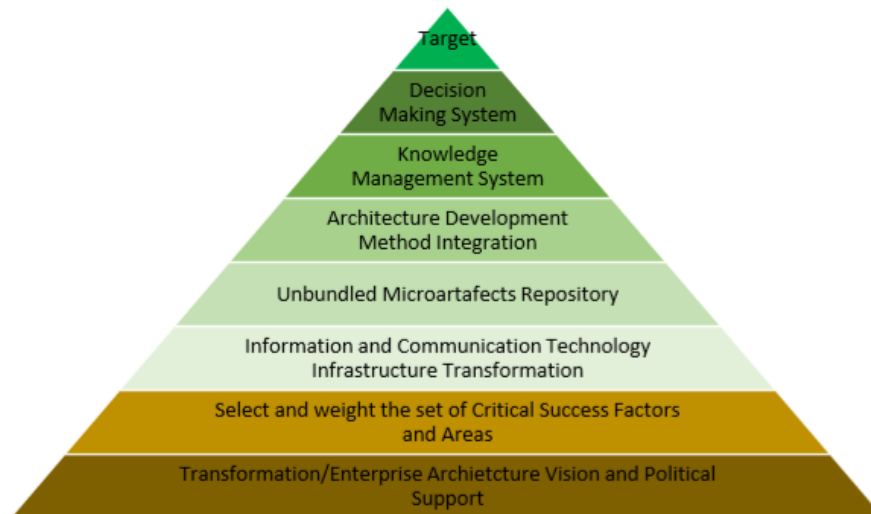 Target
Decision
Making System
Knowledge
Management System
Architecture Development
Method Integration
Unbundled Microartafects Repository
Information and Communication Technology
Infrastructure Transformation
Select and weight the set of Critical Success Factors
and Areas
Transformation/Enterprise Archietcture Vision and Political
Support